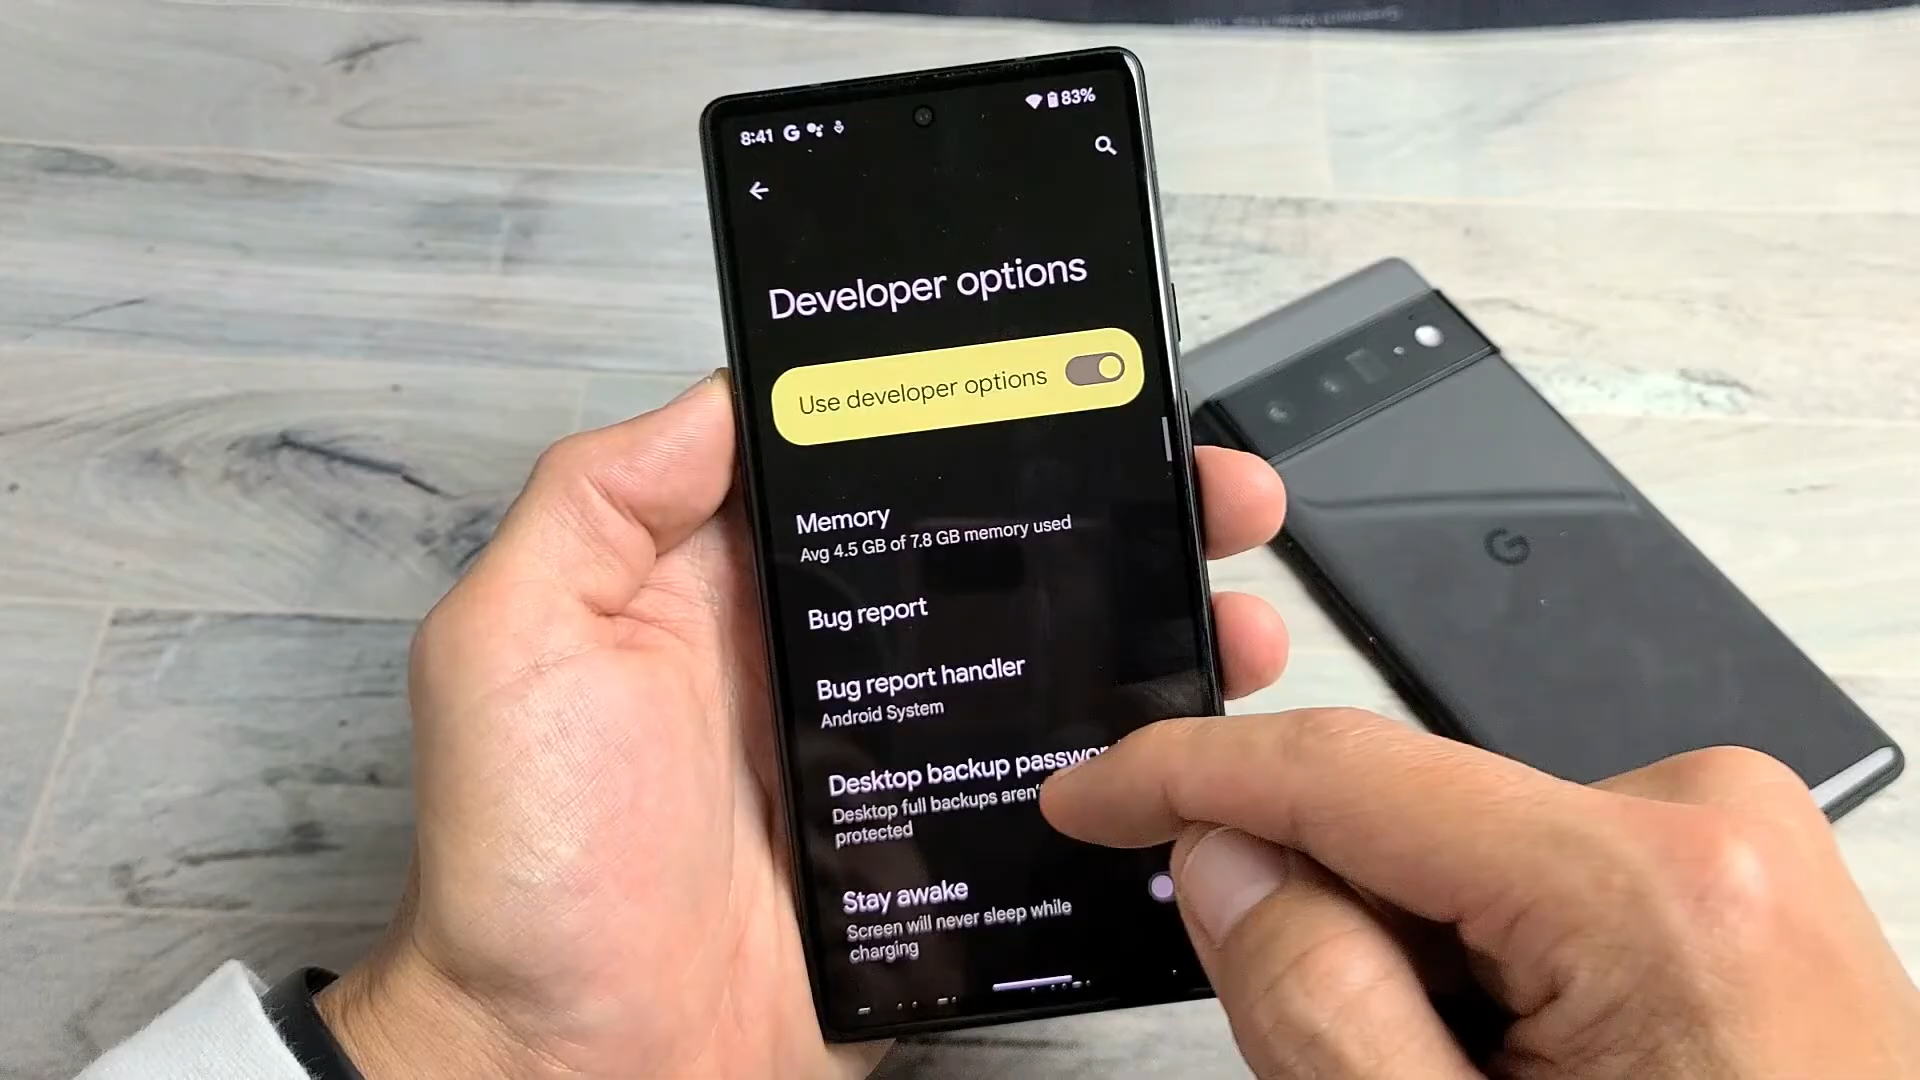 8:41 G 83%
Developer options
Use developer options
Memory
Avg 4.5 GB of 7.8 GB memory used
Bug report
Bug report handler
Android System
Desktop backup
Desktop full backups
protected
Stay awake
Screen will never sleep while
charging
G